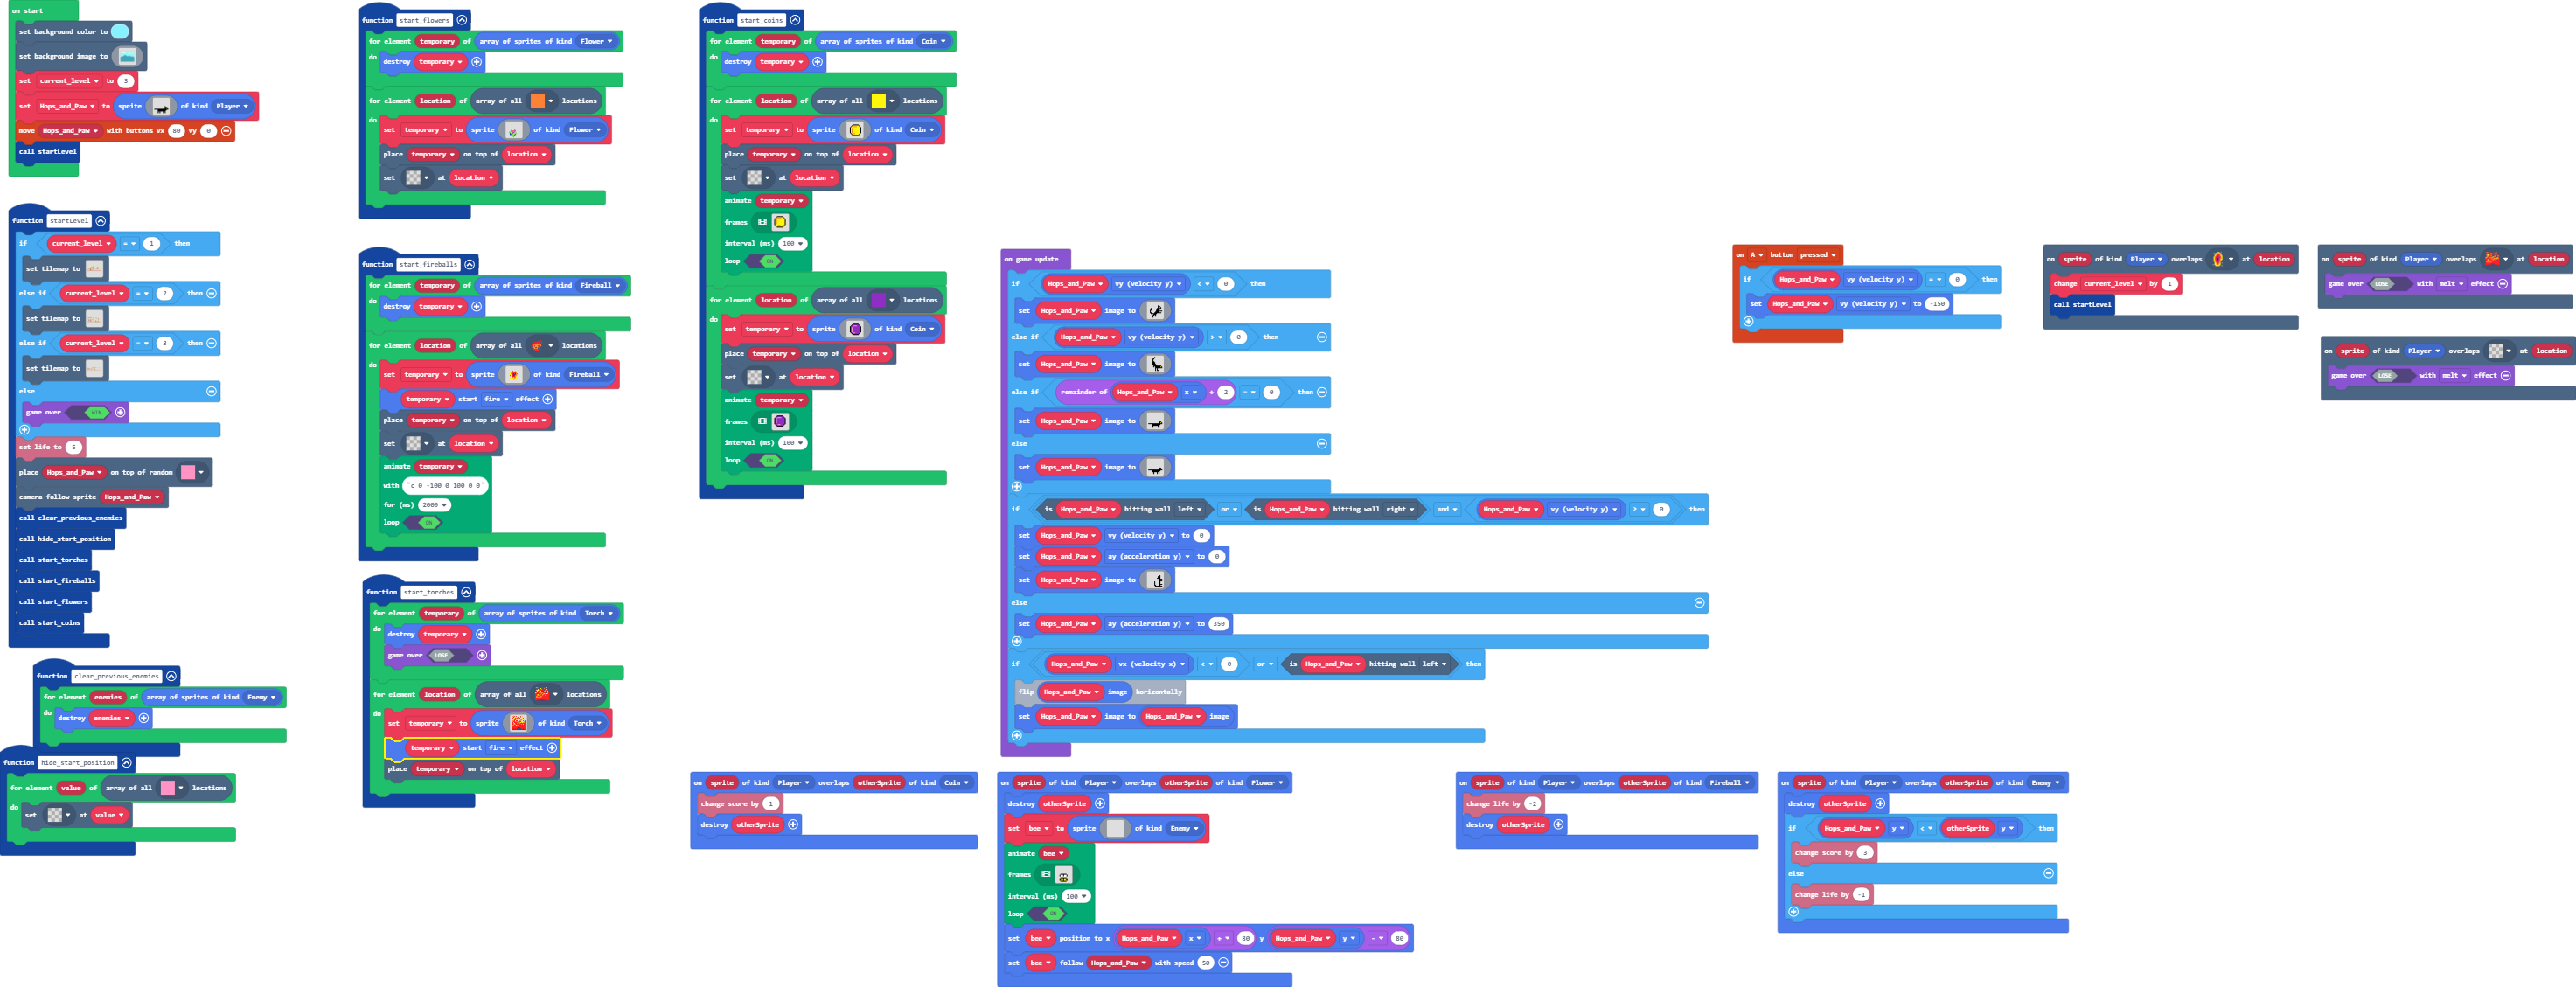 on start
set background color to
set background image to
set current_level to 3
set Hops_and_Paw to sprite of kind Player
move Hops_and_Paw with buttons vx 80 vy 0
call startLevel
function startLevel
if current_level = 1 then
set tilemap to
else if current_level = 2 then
set tilemap to
else if current_level = 3 then
set tilemap to
else
game over WIN
set life to 5
place Hops_and_Paw on top of random
camera follow sprite Hops_and_Paw
call clear_previous_enemies
call hide_start_position
call start_torches
call start_fireballs
call start_flowers
call start_coins
function clear_previous_enemies
for element enemies of array of sprites of kind Enemy
do
destroy enemies
function hide_start_position
for element value of array of all locations
do
set at value
function start_flowers
for element temporary of array of sprites of kind Flower
do
destroy temporary
for element location of array of all locations
do
set temporary to sprite of kind Flower
place temporary on top of location
set at location
function start_fireballs
for element temporary of array of sprites of kind Fireball
do
destroy temporary
for element location of array of all locations
do
set temporary to sprite of kind Fireball
temporary start fire effect
place temporary on top of location
set at location
animate temporary
with "c 0 -100 0 100 0 0"
for (ms) 2000
loop ON
function start_torches
for element temporary of array of sprites of kind Torch
do
destroy temporary
game over LOSE
for element location of array of all locations
do
set temporary to sprite of kind Torch
temporary start fire effect
place temporary on top of location
function start_coins
for element temporary of array of sprites of kind Coin
do
destroy temporary
for element location of array of all locations
do
set temporary to sprite of kind Coin
place temporary on top of location
set at location
animate temporary
frames
interval (ms) 100
loop ON
for element location of array of all locations
do
set temporary to sprite of kind Coin
place temporary on top of location
set at location
animate temporary
frames
interval (ms) 100
loop ON
on game update
if Hops_and_Paw vy (velocity y) < 0 then
set Hops_and_Paw image to
else if Hops_and_Paw vy (velocity y) > 0 then
set Hops_and_Paw image to
else if remainder of Hops_and_Paw x ÷ 2 = 0 then
set Hops_and_Paw image to
else
set Hops_and_Paw image to
if is Hops_and_Paw hitting wall left or is Hops_and_Paw hitting wall right and Hops_and_Paw vy (velocity y) ≥ 0 then
set Hops_and_Paw vy (velocity y) to 0
set Hops_and_Paw ay (acceleration y) to 0
set Hops_and_Paw image to
else
set Hops_and_Paw ay (acceleration y) to 350
if Hops_and_Paw vx (velocity x) < 0 or is Hops_and_Paw hitting wall left then
flip Hops_and_Paw image horizontally
set Hops_and_Paw image to Hops_and_Paw image
on A button pressed
if Hops_and_Paw vy (velocity y) = 0 then
set Hops_and_Paw vy (velocity y) to -150
on sprite of kind Player overlaps at location
change current_level by 1
call startLevel
on sprite of kind Player overlaps at location
game over LOSE with melt effect
on sprite of kind Player overlaps at location
game over LOSE with melt effect
on sprite of kind Player overlaps otherSprite of kind Coin
change score by 1
destroy otherSprite
on sprite of kind Player overlaps otherSprite of kind Flower
destroy otherSprite
set bee to sprite of kind Enemy
animate bee
frames
interval (ms) 100
loop ON
set bee position to x Hops_and_Paw x + 80 y Hops_and_Paw y - 80
set bee follow Hops_and_Paw with speed 50
on sprite of kind Player overlaps otherSprite of kind Fireball
change life by -2
destroy otherSprite
on sprite of kind Player overlaps otherSprite of kind Enemy
destroy otherSprite
if Hops_and_Paw y < otherSprite y then
change score by 3
else
change life by -1